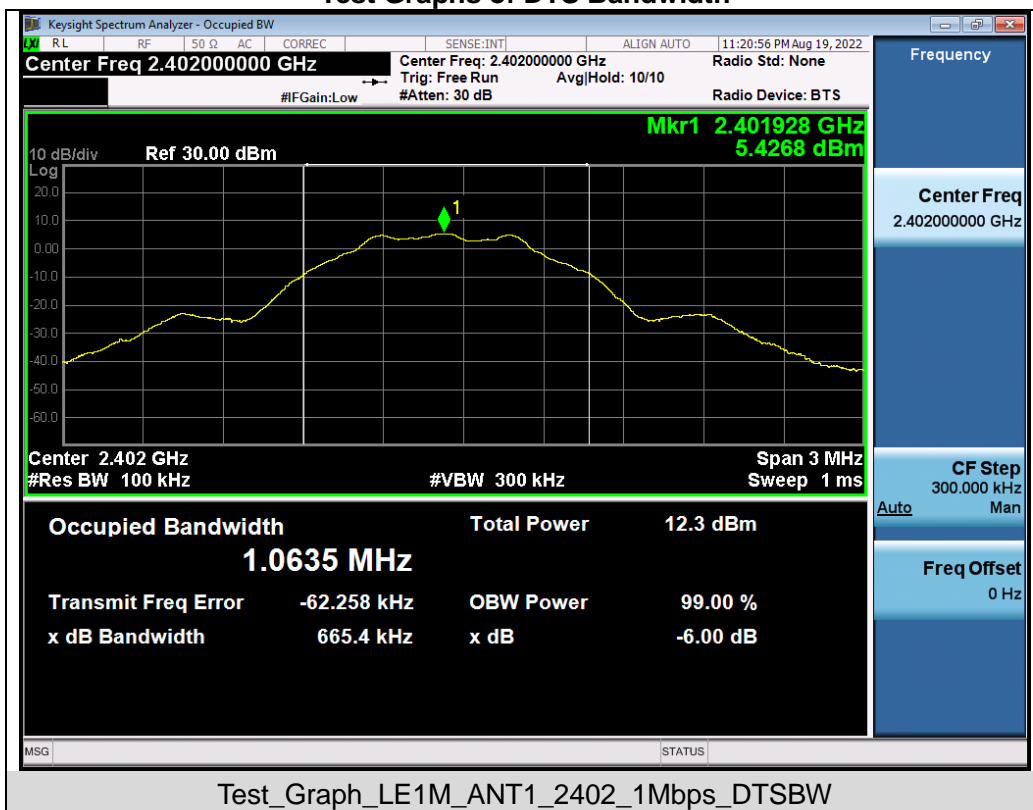 Test Graphs of DTS Bandwidth
Keysight Spectrum Analyzer - Occupied BW
LXI RL RF 50 Ω AC CORREC SENSE:INT ALIGN AUTO 11:20:56 PM Aug 19, 2022
Center Freq 2.402000000 GHz Center Freq: 2.402000000 GHz Radio Std: None
Trig: Free Run Avg|Hold: 10/10
#IFGain:Low #Atten: 30 dB Radio Device: BTS
Mkr1 2.401928 GHz
10 dB/div Ref 30.00 dBm 5.4268 dBm
Log
20.0
1
10.0
0.00
-10.0
-20.0
-30.0
-40.0
-50.0
-60.0
Center 2.402 GHz Span 3 MHz
#Res BW 100 kHz #VBW 300 kHz Sweep 1 ms
Occupied Bandwidth Total Power 12.3 dBm
1.0635 MHz
Transmit Freq Error -62.258 kHz OBW Power 99.00 %
x dB Bandwidth 665.4 kHz x dB -6.00 dB
Frequency
Center Freq
2.402000000 GHz
CF Step
300.000 kHz
Auto Man
Freq Offset
0 Hz
MSG STATUS
Test_Graph_LE1M_ANT1_2402_1Mbps_DTSBW